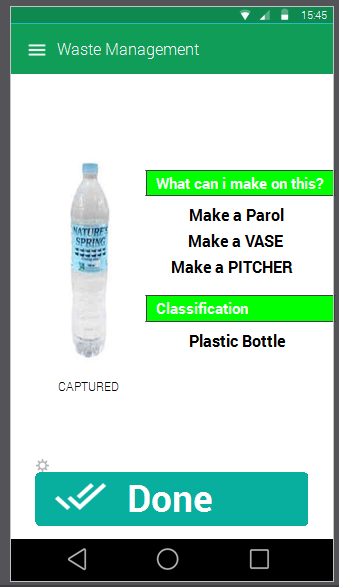 15:45
Waste Management
What can i make on this?
Make a Parol
Make a VASE
Make a PITCHER
NATURE'S
SPRING
Classification
Plastic Bottle
CAPTURED
Done